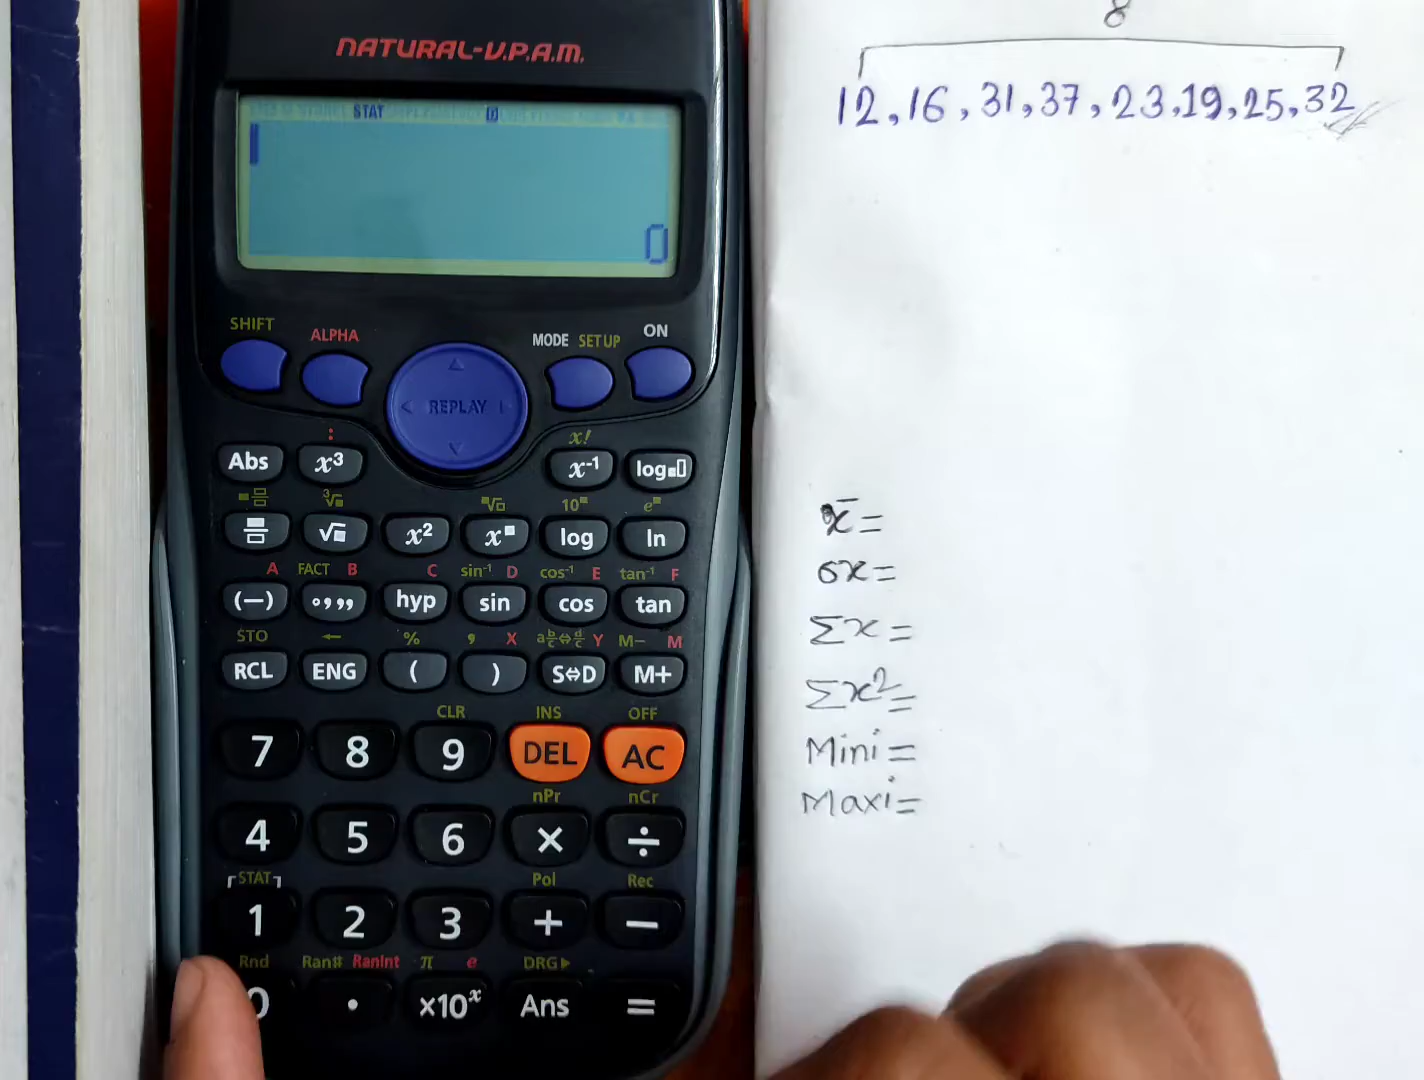 8
NATURAL-V.P.A.M.
12,16,31,37,23,19,25,32
STAT D
0
SHIFT ALPHA MODE SETUP ON
< REPLAY
: x!
Abs x³ x⁻¹ log
³√ 10 e
√ x² x log ln
A FACT B C sin⁻¹ D cos⁻¹ E tan⁻¹ F
(−) °,,, hyp sin cos tan
STO ← % , X a b/c⇔d/c Y M− M
RCL ENG ( ) S⇔D M+
CLR INS OFF
7 8 9 DEL AC
nPr nCr
4 5 6 × ÷
STAT Pol Rec
1 2 3 + −
Rnd Ran# RanInt π e DRG▶
0 . ×10ˣ Ans =
x̄ =
σx =
Σx =
Σx² =
Mini =
Maxi =